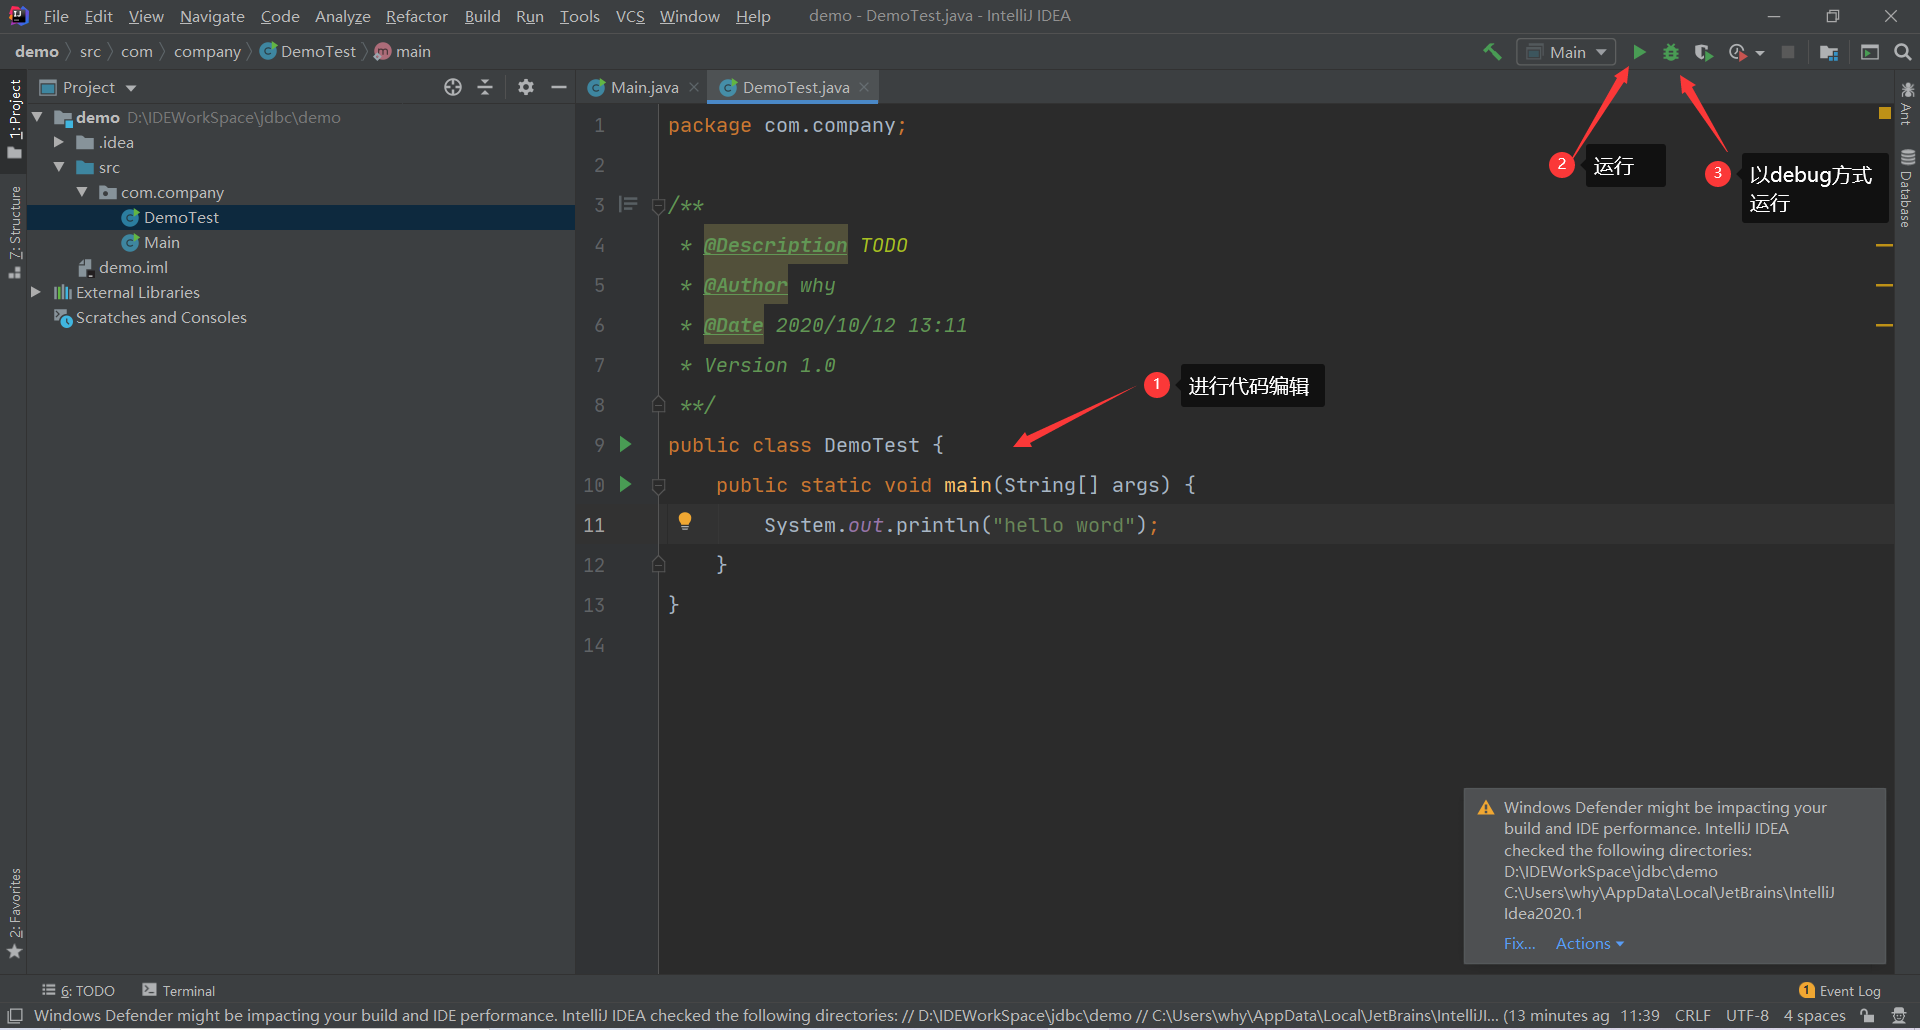 File Edit View Navigate Code Analyze Refactor Build Run Tools VCS Window Help demo - DemoTest.java - IntelliJ IDEA
demo src com company DemoTest main Main
Project
Main.java
DemoTest.java
1: Project
7: Structure
2: Favorites
demo D:\IDEWorkSpace\jdbc\demo
.idea
src
com.company
DemoTest
Main
demo.iml
External Libraries
Scratches and Consoles
1 package com.company;
2
3 /**
4 * @Description TODO
5 * @Author why
6 * @Date 2020/10/12 13:11
7 * Version 1.0
8 **/
9 public class DemoTest {
10 public static void main(String[] args) {
11 System.out.println("hello word");
12 }
13 }
14
1 进行代码编辑
2 运行
3 以debug方式
运行
Ant
Database
Windows Defender might be impacting your
build and IDE performance. IntelliJ IDEA
checked the following directories:
D:\IDEWorkSpace\jdbc\demo
C:\Users\why\AppData\Local\JetBrains\IntelliJ
Idea2020.1
Fix... Actions
6: TODO Terminal 1 Event Log
Windows Defender might be impacting your build and IDE performance. IntelliJ IDEA checked the following directories: // D:\IDEWorkSpace\jdbc\demo // C:\Users\why\AppData\Local\JetBrains\IntelliJI... (13 minutes ag 11:39 CRLF UTF-8 4 spaces